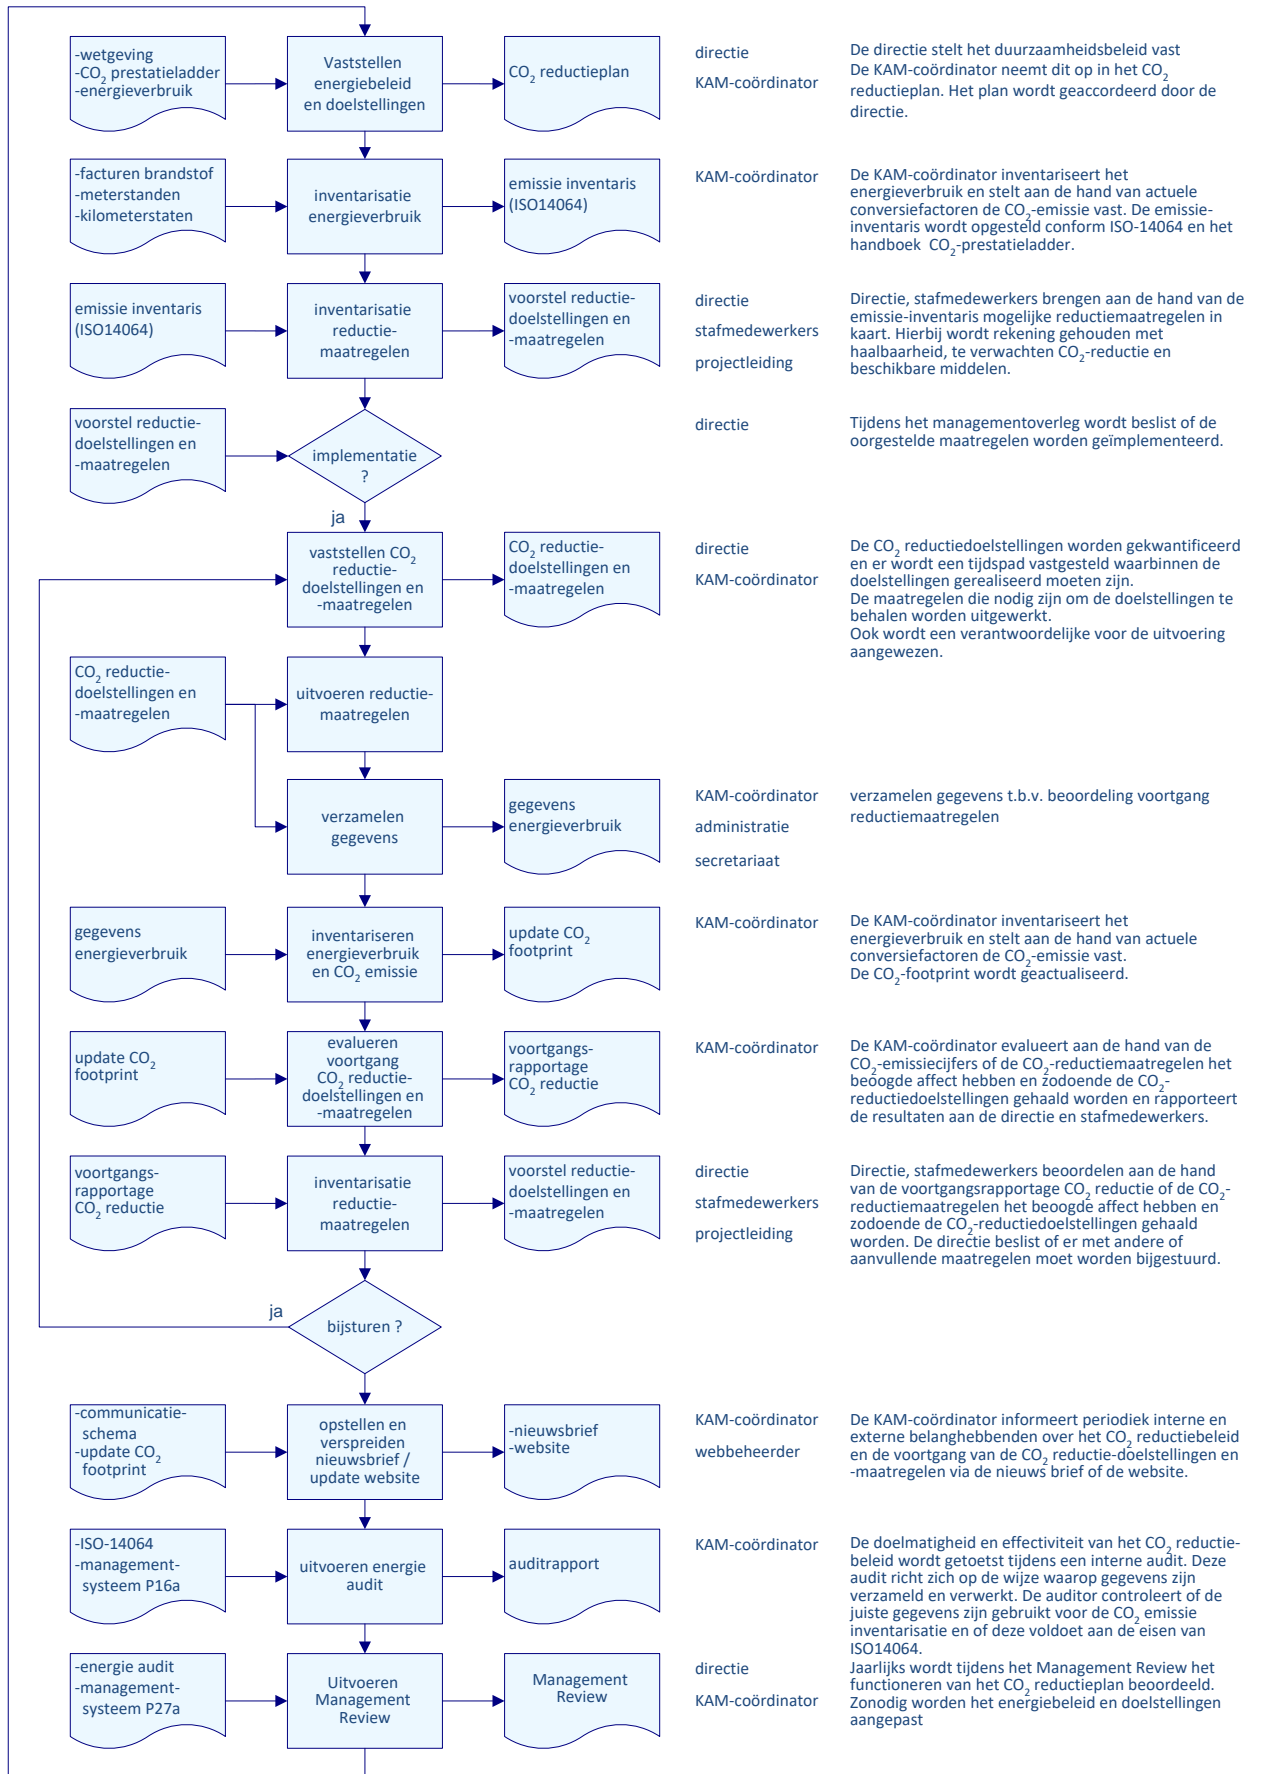 -wetgeving
-CO2 prestatieladder
-energieverbruik
Vaststellen
energiebeleid
en doelstellingen
CO2 reductieplan
directie
KAM-coördinator
De directie stelt het duurzaamheidsbeleid vast
De KAM-coördinator neemt dit op in het CO2
reductieplan. Het plan wordt geaccordeerd door de
directie.
-facturen brandstof
-meterstanden
-kilometerstaten
inventarisatie
energieverbruik
emissie inventaris
(ISO14064)
KAM-coördinator
De KAM-coördinator inventariseert het
energieverbruik en stelt aan de hand van actuele
conversiefactoren de CO2-emissie vast. De emissie-
inventaris wordt opgesteld conform ISO-14064 en het
handboek CO2-prestatieladder.
emissie inventaris
(ISO14064)
inventarisatie
reductie-
maatregelen
voorstel reductie-
doelstellingen en
-maatregelen
directie
stafmedewerkers
projectleiding
Directie, stafmedewerkers brengen aan de hand van de
emissie-inventaris mogelijke reductiemaatregelen in
kaart. Hierbij wordt rekening gehouden met
haalbaarheid, te verwachten CO2-reductie en
beschikbare middelen.
voorstel reductie-
doelstellingen en
-maatregelen
implementatie
?
directie
Tijdens het managementoverleg wordt beslist of de
oorgestelde maatregelen worden geïmplementeerd.
ja
vaststellen CO2
reductie-
doelstellingen en
-maatregelen
CO2 reductie-
doelstellingen en
-maatregelen
directie
KAM-coördinator
De CO2 reductiedoelstellingen worden gekwantificeerd
en er wordt een tijdspad vastgesteld waarbinnen de
doelstellingen gerealiseerd moeten zijn.
De maatregelen die nodig zijn om de doelstellingen te
behalen worden uitgewerkt.
Ook wordt een verantwoordelijke voor de uitvoering
aangewezen.
CO2 reductie-
doelstellingen en
-maatregelen
uitvoeren reductie-
maatregelen
verzamelen
gegevens
gegevens
energieverbruik
KAM-coördinator
administratie
secretariaat
verzamelen gegevens t.b.v. beoordeling voortgang
reductiemaatregelen
gegevens
energieverbruik
inventariseren
energieverbruik
en CO2 emissie
update CO2
footprint
KAM-coördinator
De KAM-coördinator inventariseert het
energieverbruik en stelt aan de hand van actuele
conversiefactoren de CO2-emissie vast.
De CO2-footprint wordt geactualiseerd.
update CO2
footprint
evalueren
voortgang
CO2 reductie-
doelstellingen en
-maatregelen
voortgangs-
rapportage
CO2 reductie
KAM-coördinator
De KAM-coördinator evalueert aan de hand van de
CO2-emissiecijfers of de CO2-reductiemaatregelen het
beoogde affect hebben en zodoende de CO2-
reductiedoelstellingen gehaald worden en rapporteert
de resultaten aan de directie en stafmedewerkers.
voortgangs-
rapportage
CO2 reductie
inventarisatie
reductie-
maatregelen
voorstel reductie-
doelstellingen en
-maatregelen
directie
stafmedewerkers
projectleiding
Directie, stafmedewerkers beoordelen aan de hand
van de voortgangsrapportage CO2 reductie of de CO2-
reductiemaatregelen het beoogde affect hebben en
zodoende de CO2-reductiedoelstellingen gehaald
worden. De directie beslist of er met andere of
aanvullende maatregelen moet worden bijgestuurd.
ja
bijsturen ?
-communicatie-
schema
-update CO2
footprint
opstellen en
verspreiden
nieuwsbrief /
update website
-nieuwsbrief
-website
KAM-coördinator
webbeheerder
De KAM-coördinator informeert periodiek interne en
externe belanghebbenden over het CO2 reductiebeleid
en de voortgang van de CO2 reductie-doelstellingen en
-maatregelen via de nieuws brief of de website.
-ISO-14064
-management-
systeem P16a
uitvoeren energie
audit
auditrapport
KAM-coördinator
De doelmatigheid en effectiviteit van het CO2 reductie-
beleid wordt getoetst tijdens een interne audit. Deze
audit richt zich op de wijze waarop gegevens zijn
verzameld en verwerkt. De auditor controleert of de
juiste gegevens zijn gebruikt voor de CO2 emissie
inventarisatie en of deze voldoet aan de eisen van
ISO14064.
-energie audit
-management-
systeem P27a
Uitvoeren
Management
Review
Management
Review
directie
KAM-coördinator
Jaarlijks wordt tijdens het Management Review het
functioneren van het CO2 reductieplan beoordeeld.
Zonodig worden het energiebeleid en doelstellingen
aangepast